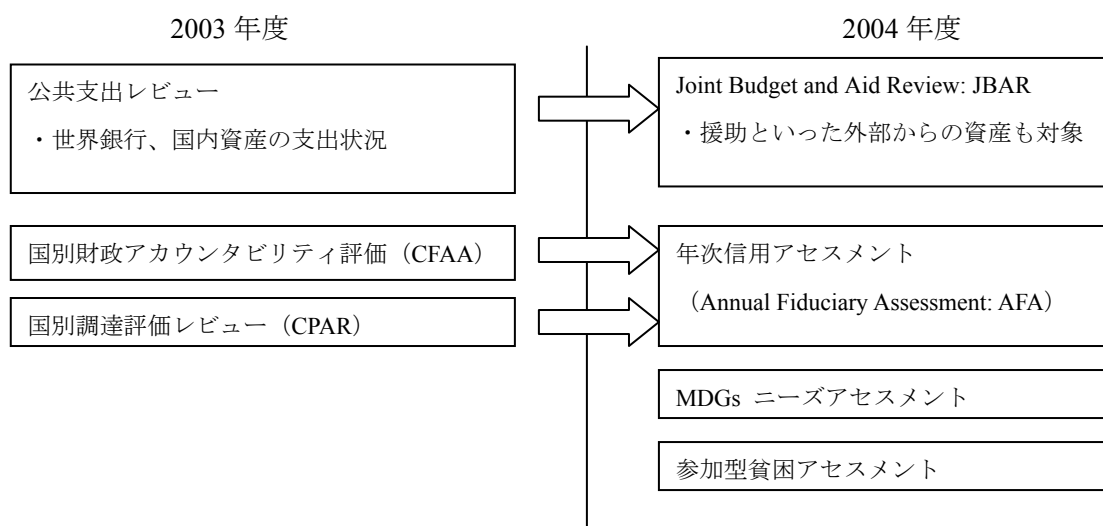 2003 年度
公共支出レビュー
・世界銀行、国内資産の支出状況
国別財政アカウンタビリティ評価（CFAA）
国別調達評価レビュー（CPAR）
2004 年度
Joint Budget and Aid Review: JBAR
・援助といった外部からの資産も対象
年次信用アセスメント
（Annual Fiduciary Assessment: AFA）
MDGs ニーズアセスメント
参加型貧困アセスメント